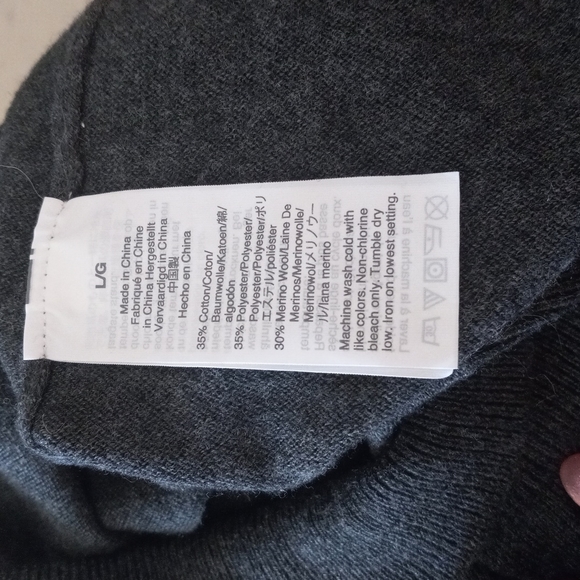 L/G
Made in China
Fabriqué en Chine
in China Hergestellt
Vervaardigd in China
中国製
Hecho en China
35% Cotton/Coton/
Baumwolle/Katoen/綿/
algodón
35% Polyester/Polyester/
Polyester/Polyester/ポリ
エステル/poliéster
30% Merino Wool/Laine De
Merinos/Merinowolle/
Merinowol/メリノウー
ル/lana merino
Machine wash cold with
like colors. Non-chlorine
bleach only. Tumble dry
low. Iron on lowest setting.